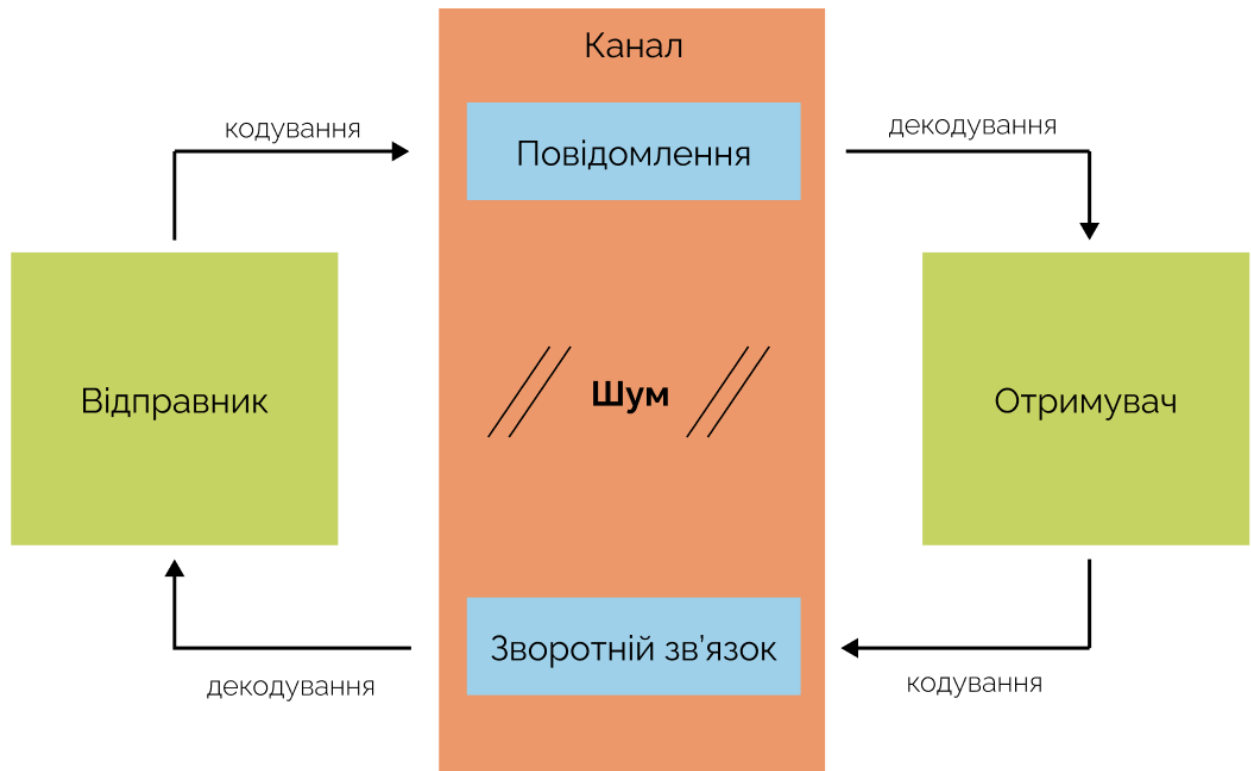 Канал
кодування
Повідомлення
декодування
Відправник
Шум
Отримувач
Зворотній зв'язок
декодування
кодування